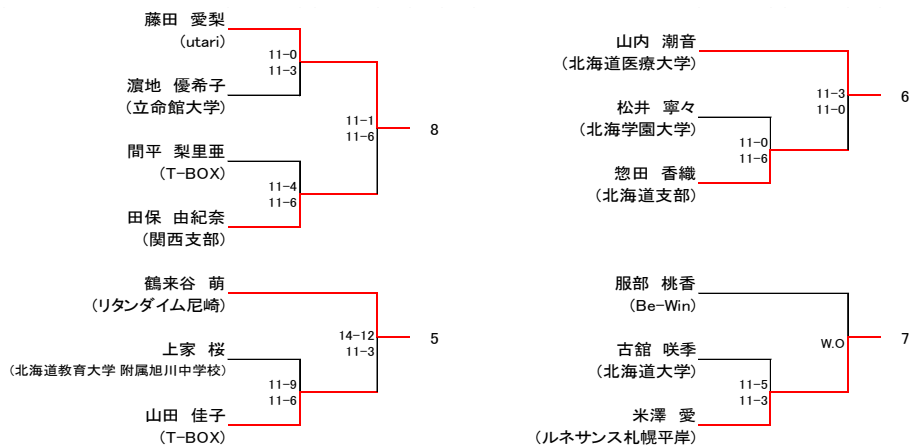 藤田 愛梨
(utari)
11-0
11-3
濵地 優希子
(立命館大学)
11-1
11-6
8
間平 梨里亜
(T-BOX)
11-4
11-6
田保 由紀奈
(関西支部)
山内 潮音
(北海道医療大学)
11-3
11-0
6
松井 寧々
(北海学園大学)
11-0
11-6
惣田 香織
(北海道支部)
鶴来谷 萌
(リタンダイム尼崎)
14-12
11-3
5
上家 桜
(北海道教育大学 附属旭川中学校)
11-9
11-6
山田 佳子
(T-BOX)
服部 桃香
(Be-Win)
W.O
7
古舘 咲季
(北海道大学)
11-5
11-3
米澤 愛
(ルネサンス札幌平岸)